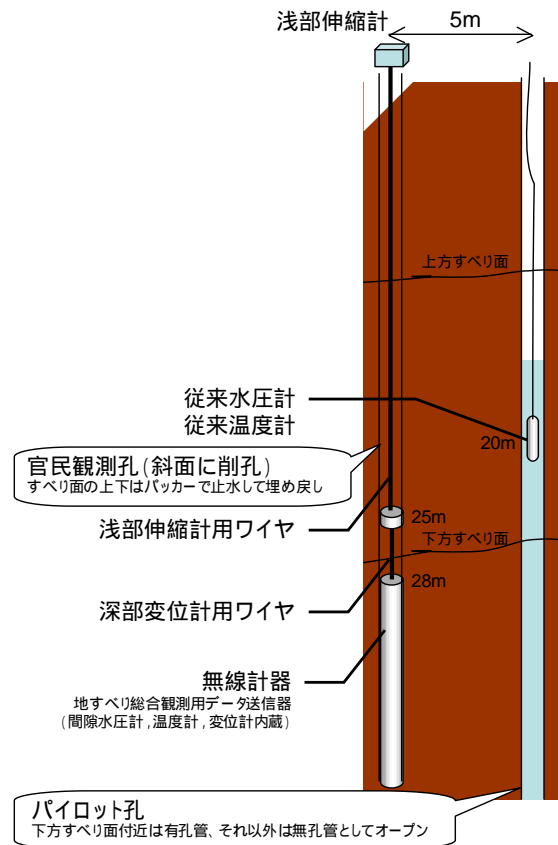 浅部伸縮計
5m
上方すべり面
従来水圧計
従来温度計
20m
官民観測孔(斜面に削孔)
すべり面の上下はパッカーで止水して埋め戻し
25m
浅部伸縮計用ワイヤ
下方すべり面
28m
深部変位計用ワイヤ
無線計器
地すべり総合観測用データ送信器
(間隙水圧計,温度計,変位計内蔵)
パイロット孔
下方すべり面付近は有孔管、それ以外は無孔管としてオープン